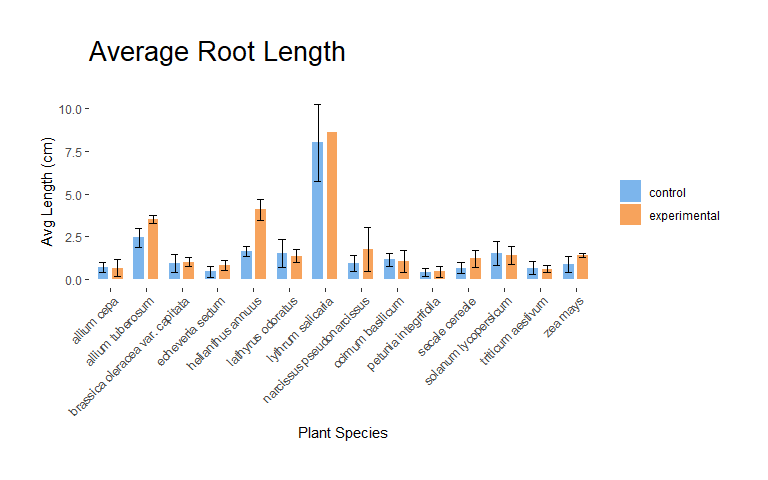 Average Root Length
Avg Length (cm)
10.0
7.5
5.0
2.5
0.0
allium cepa
allium tuberosum
brassica oleracea var. capitata
echeveria sedum
helianthus annuus
lathyrus odoratus
lythrum salicaria
narcissus pseudonarcissus
ocimum basilicum
petunia integrifolia
secale cereale
solanum lycopersicum
triticum aestivum
zea mays
Plant Species
control
experimental